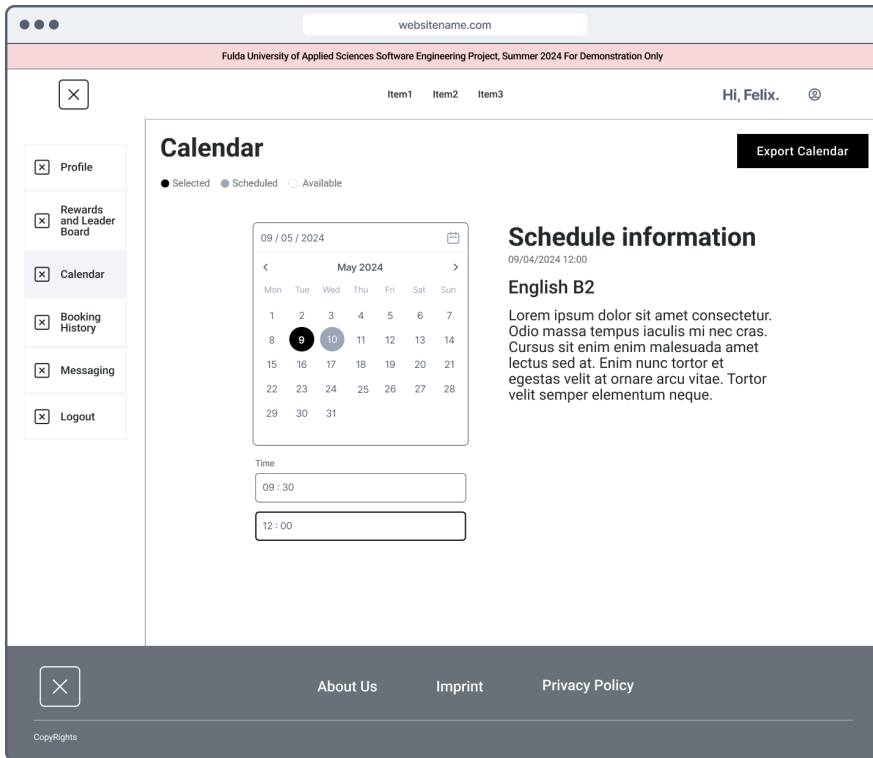 websitename.com
Fulda University of Applied Sciences Software Engineering Project, Summer 2024 For Demonstration Only
Item1 Item2 Item3
Hi, Felix.
Profile
Rewards
and Leader
Board
Calendar
Booking
History
Messaging
Logout
Calendar
Export Calendar
Selected Scheduled Available
09 / 05 / 2024
May 2024
Mon Tue Wed Thu Fri Sat Sun
1 2 3 4 5 6 7
8 9 10 11 12 13 14
15 16 17 18 19 20 21
22 23 24 25 26 27 28
29 30 31
Time
09 : 30
12 : 00
Schedule information
09/04/2024 12:00
English B2
Lorem ipsum dolor sit amet consectetur.
Odio massa tempus iaculis mi nec cras.
Cursus sit enim enim malesuada amet
lectus sed at. Enim nunc tortor et
egestas velit at ornare arcu vitae. Tortor
velit semper elementum neque.
About Us Imprint Privacy Policy
CopyRights